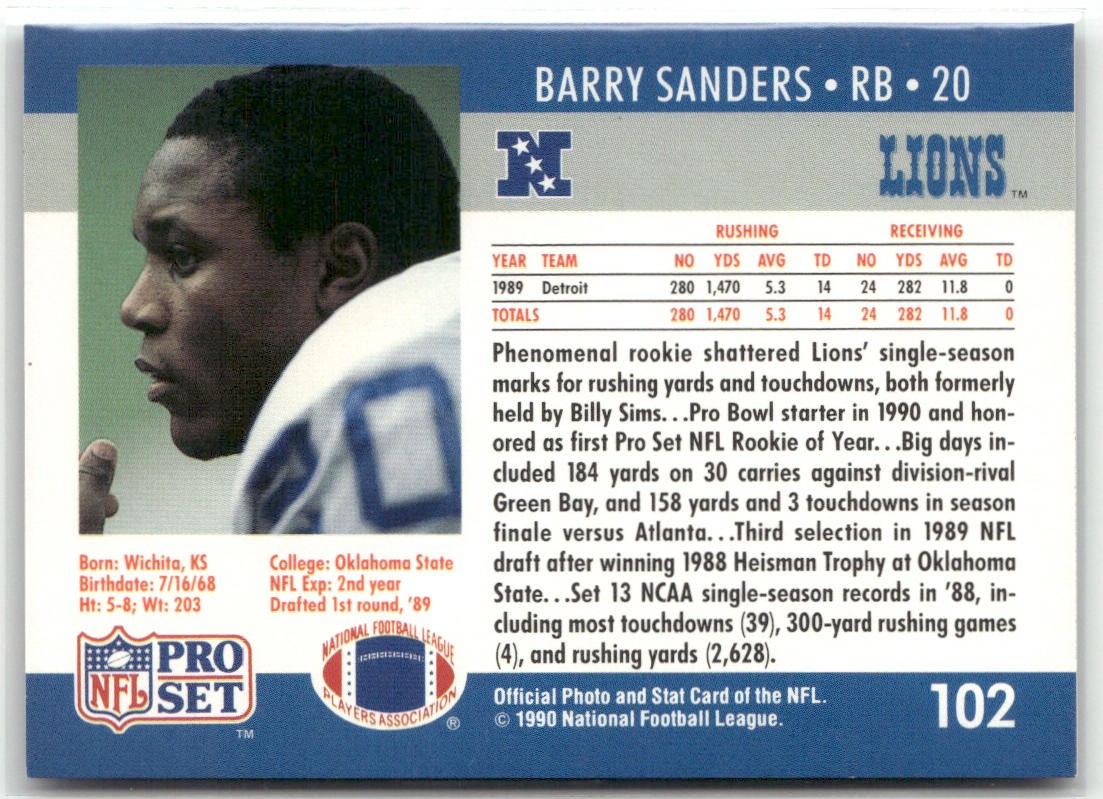 BARRY SANDERS • RB • 20
N
LIONS™
RUSHING RECEIVING
YEAR TEAM NO YDS AVG TD NO YDS AVG TD
1989 Detroit 280 1,470 5.3 14 24 282 11.8 0
TOTALS 280 1,470 5.3 14 24 282 11.8 0
Phenomenal rookie shattered Lions' single-season
marks for rushing yards and touchdowns, both formerly
held by Billy Sims...Pro Bowl starter in 1990 and hon-
ored as first Pro Set NFL Rookie of Year...Big days in-
cluded 184 yards on 30 carries against division-rival
Green Bay, and 158 yards and 3 touchdowns in season
finale versus Atlanta...Third selection in 1989 NFL
draft after winning 1988 Heisman Trophy at Oklahoma
State...Set 13 NCAA single-season records in '88, in-
cluding most touchdowns (39), 300-yard rushing games
(4), and rushing yards (2,628).
20
Born: Wichita, KS
Birthdate: 7/16/68
Ht: 5-8; Wt: 203
College: Oklahoma State
NFL Exp: 2nd year
Drafted 1st round, '89
NFL PRO SET ™
NATIONAL FOOTBALL LEAGUE
PLAYERS ASSOCIATION ®
Official Photo and Stat Card of the NFL.
© 1990 National Football League.
102